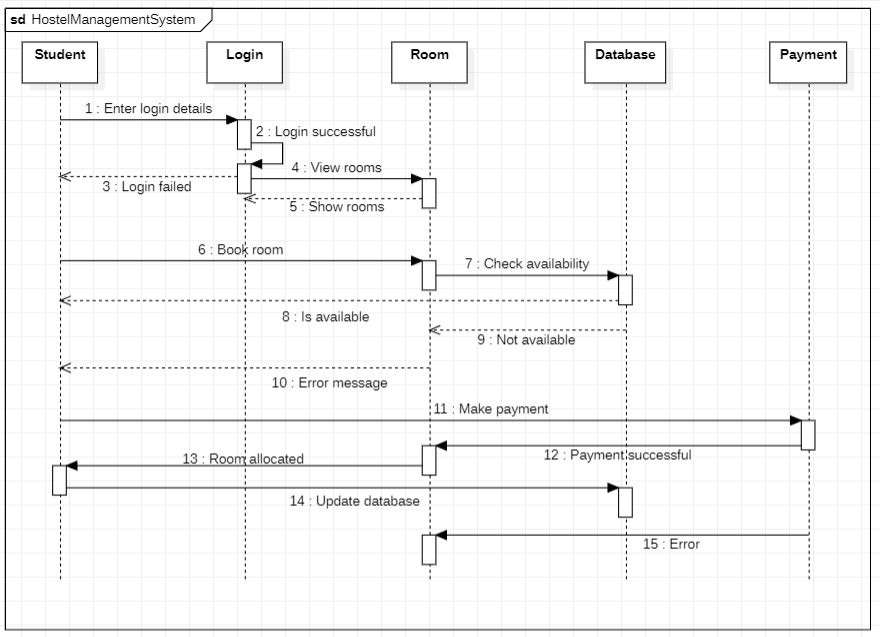 sd HostelManagementSystem
Student
Login
Room
Database
Payment
1 : Enter login details
2 : Login successful
3 : Login failed
4 : View rooms
5 : Show rooms
6 : Book room
7 : Check availability
8 : Is available
9 : Not available
10 : Error message
11 : Make payment
12 : Payment successful
13 : Room allocated
14 : Update database
15 : Error